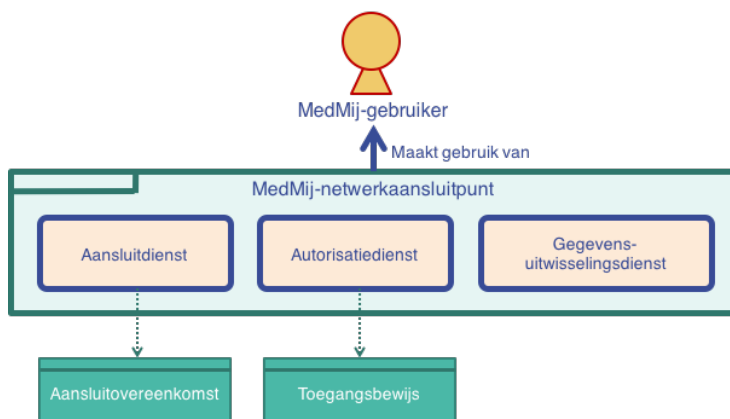 MedMij-gebruiker
Maakt gebruik van
MedMij-netwerkaansluitpunt
Aansluitdienst
Autorisatiedienst
Gegevens-
uitwisselingsdienst
Aansluitovereenkomst
Toegangsbewijs